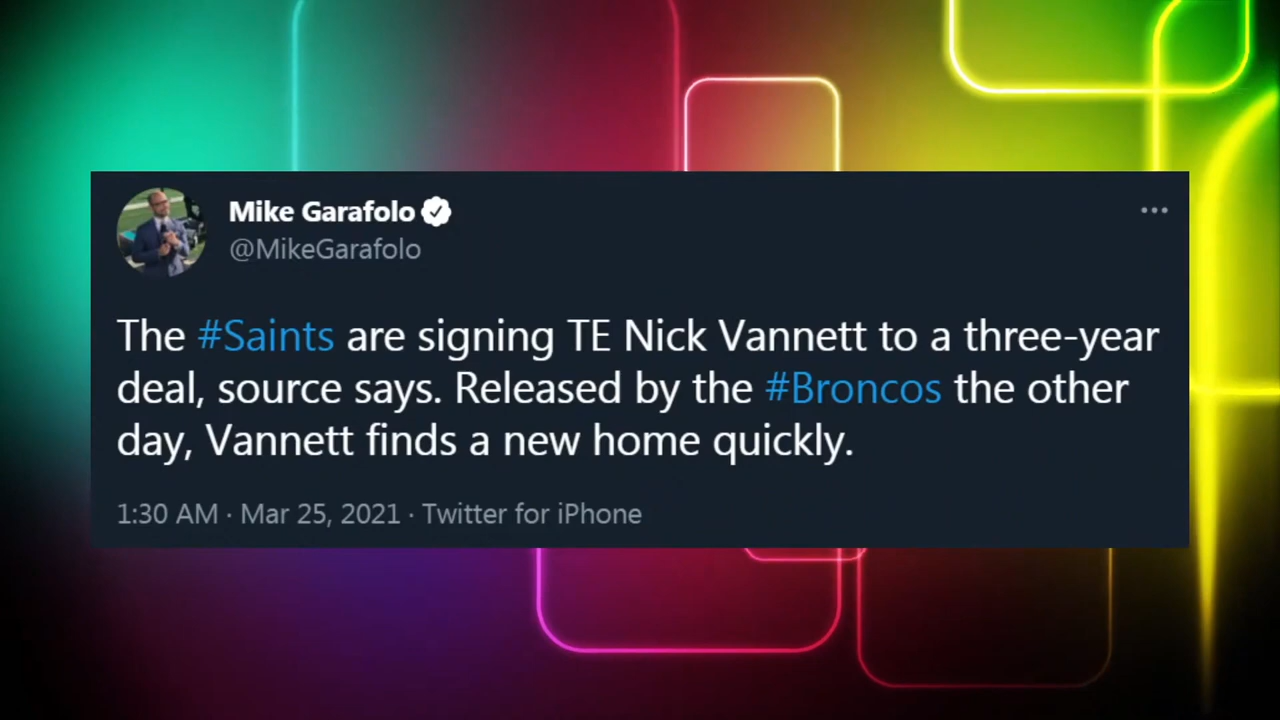 Mike Garafolo
@MikeGarafolo
The #Saints are signing TE Nick Vannett to a three-year
deal, source says. Released by the #Broncos the other
day, Vannett finds a new home quickly.
1:30 AM · Mar 25, 2021 · Twitter for iPhone